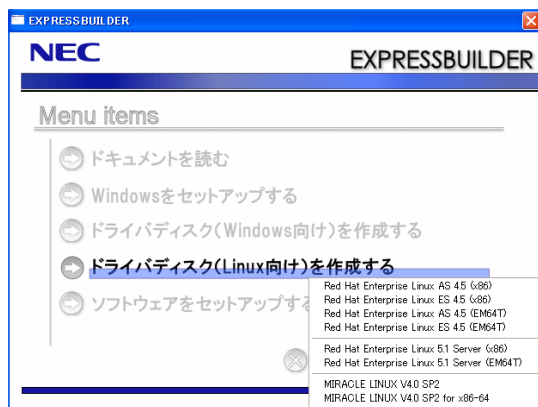 EXPRESSBUILDER
NEC
EXPRESSBUILDER
Menu items
ドキュメントを読む
Windowsをセットアップする
ドライバディスク(Windows向け)を作成する
ドライバディスク(Linux向け)を作成する
ソフトウェアをセットアップする
Red Hat Enterprise Linux AS 4.5 (x86)
Red Hat Enterprise Linux ES 4.5 (x86)
Red Hat Enterprise Linux AS 4.5 (EM64T)
Red Hat Enterprise Linux ES 4.5 (EM64T)
Red Hat Enterprise Linux 5.1 Server (x86)
Red Hat Enterprise Linux 5.1 Server (EM64T)
MIRACLE LINUX V4.0 SP2
MIRACLE LINUX V4.0 SP2 for x86-64